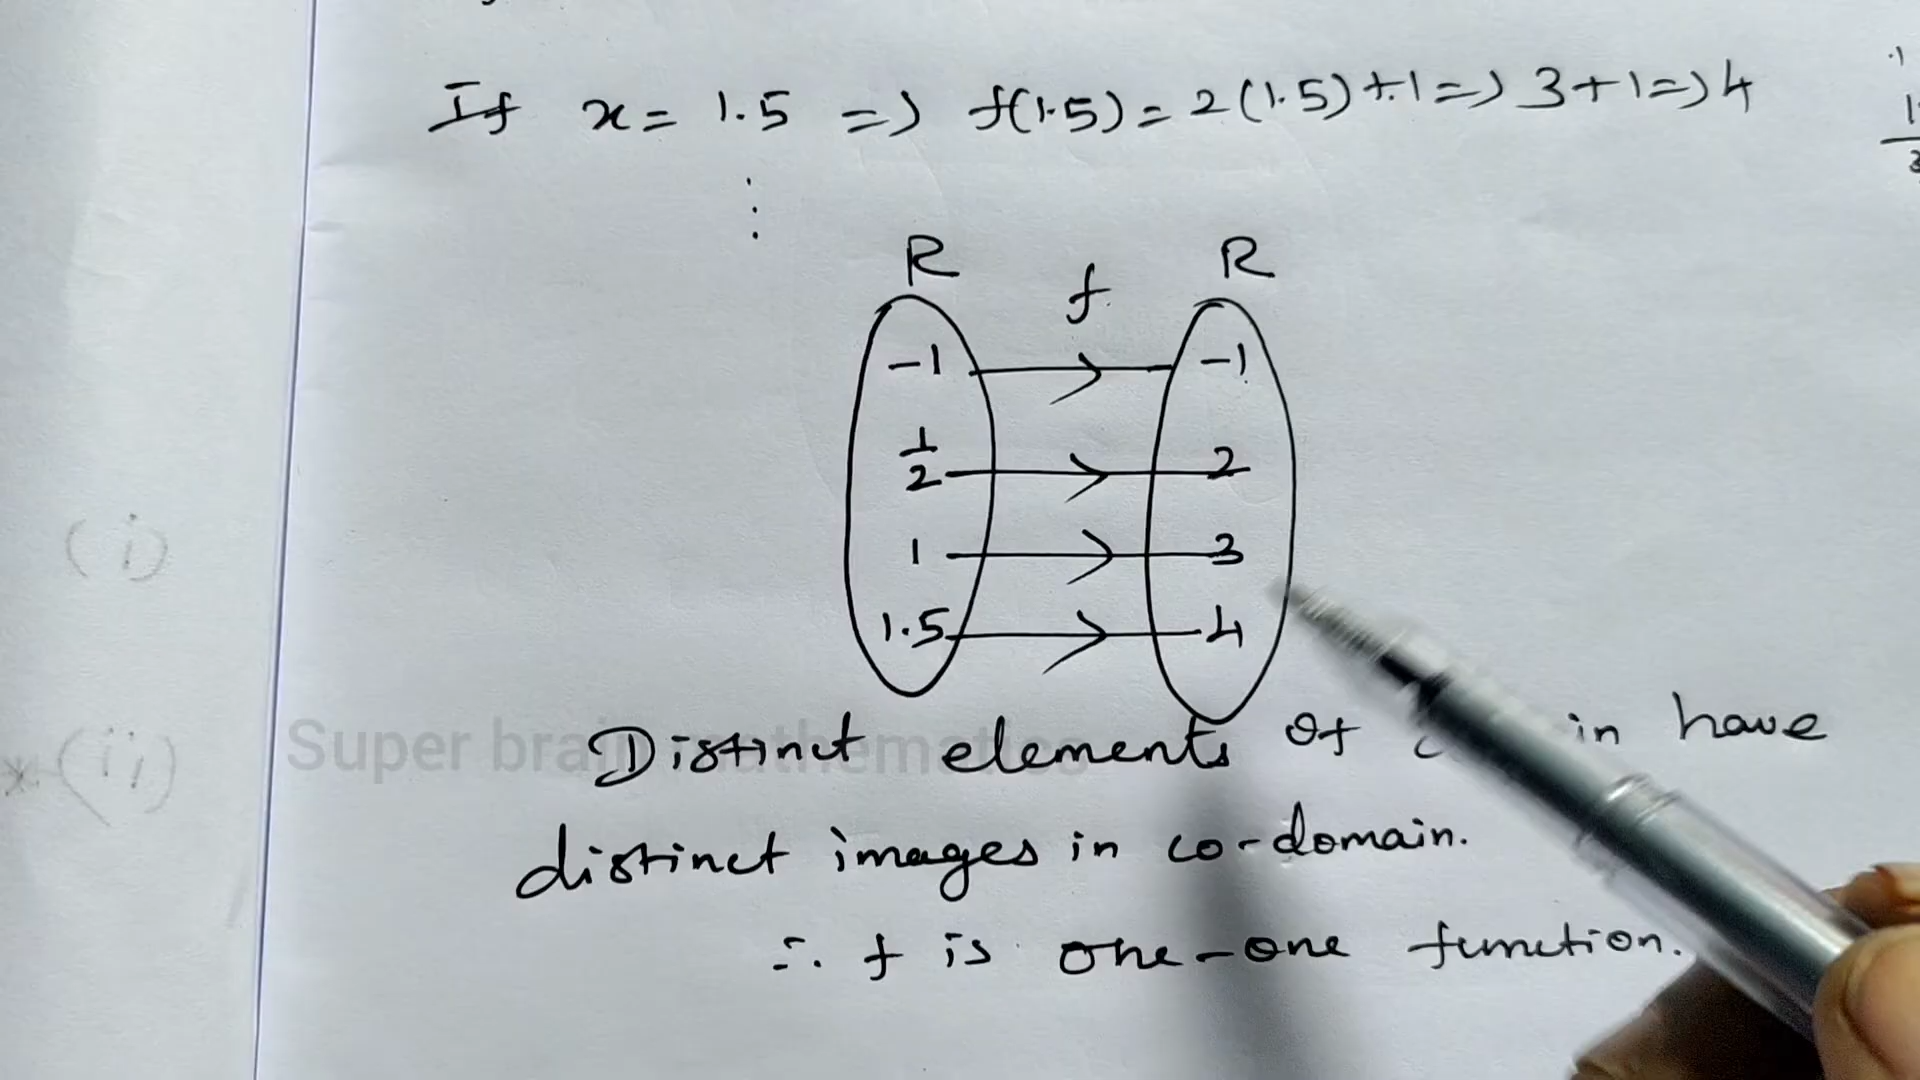 If x = 1.5 => f(1.5) = 2(1.5)+1 => 3+1 => 4
R R
f
-1 -1
1/2 2
1 3
1.5 4
(i)
*(ii)
Super brain mathematics
Distinct elements of in have
distinct images in co-domain.
∴ f is one-one function.